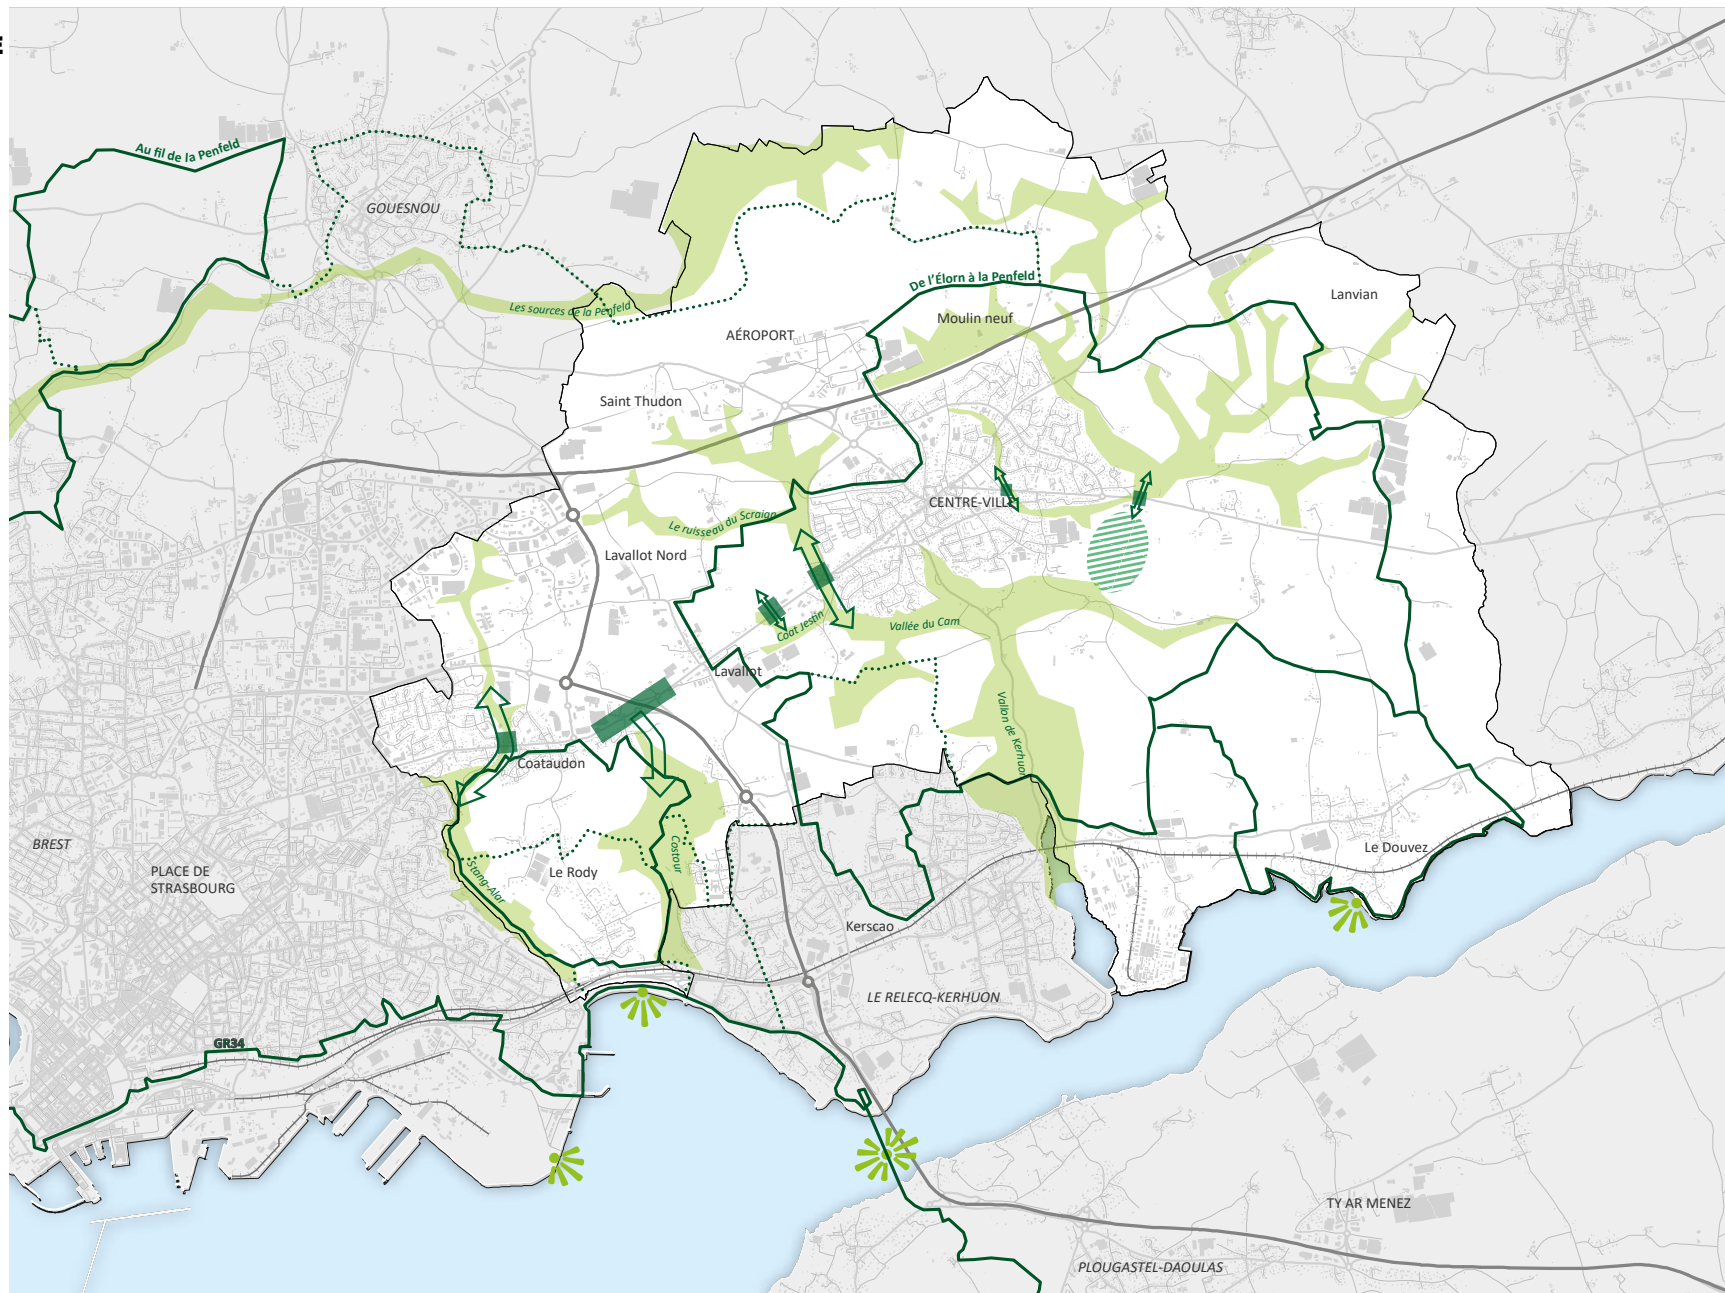 E
Au fil de la Penfeld
GOUESNOU
Les sources de la Penfeld
De l'Élorn à la Penfeld
Lanvian
Moulin neuf
AÉROPORT
Saint Thudon
CENTRE-VILLE
Le ruisseau du Scraign
Lavallot Nord
Coat Jestin
Vallée du Cam
Lavallot
Vallon de Kerhuon
Coataudon
BREST
PLACE DE
STRASBOURG
Stang-Alar
Le Rody
Costour
Le Douvez
Kerscao
LE RELECQ-KERHUON
GR34
TY AR MENEZ
PLOUGASTEL-DAOULAS